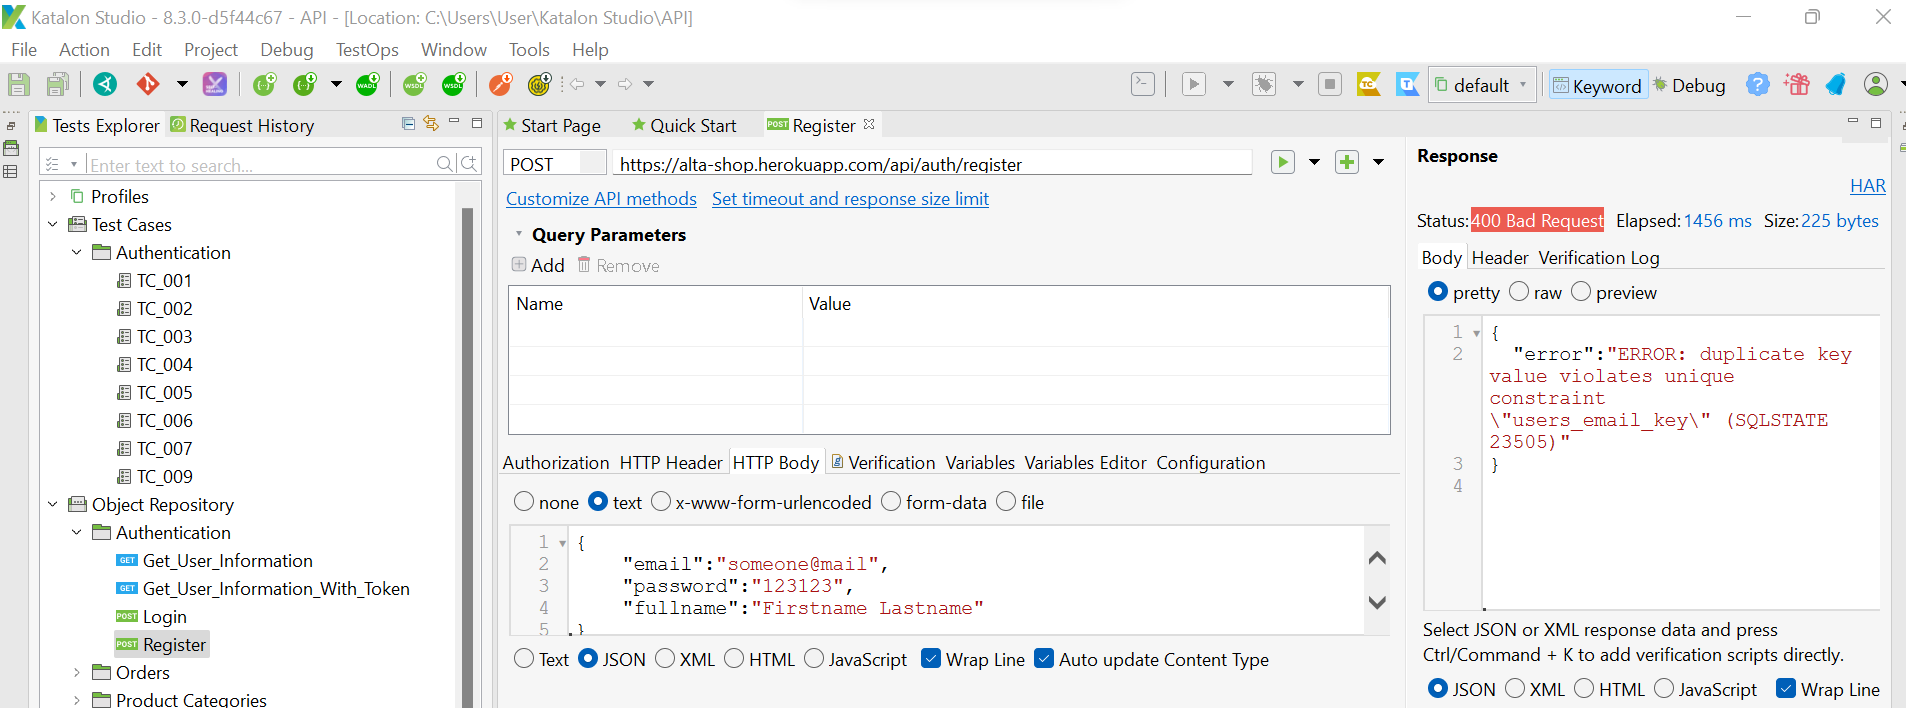 Katalon Studio - 8.3.0-d5f44c67 - API - [Location: C:\Users\User\Katalon Studio\API]
File Action Edit Project Debug TestOps Window Tools Help
WADL WSDL WSDL TC T default Keyword Debug
Tests Explorer Request History
Enter text to search...
Profiles
Test Cases
Authentication
TC_001
TC_002
TC_003
TC_004
TC_005
TC_006
TC_007
TC_009
Object Repository
Authentication
GET Get_User_Information
GET Get_User_Information_With_Token
POST Login
POST Register
Orders
Product Categories
Start Page Quick Start POST Register
POST https://alta-shop.herokuapp.com/api/auth/register
Customize API methods Set timeout and response size limit
Query Parameters
Add Remove
Name Value
Authorization HTTP Header HTTP Body Verification Variables Variables Editor Configuration
none text x-www-form-urlencoded form-data file
1 {
2 "email":"someone@mail",
3 "password":"123123",
4 "fullname":"Firstname Lastname"
5 }
Text JSON XML HTML JavaScript Wrap Line Auto update Content Type
Response
HAR
Status: 400 Bad Request Elapsed: 1456 ms Size: 225 bytes
Body Header Verification Log
pretty raw preview
1 {
2 "error":"ERROR: duplicate key
value violates unique
constraint
\"users_email_key\" (SQLSTATE
23505)"
3 }
4
Select JSON or XML response data and press
Ctrl/Command + K to add verification scripts directly.
JSON XML HTML JavaScript Wrap Line